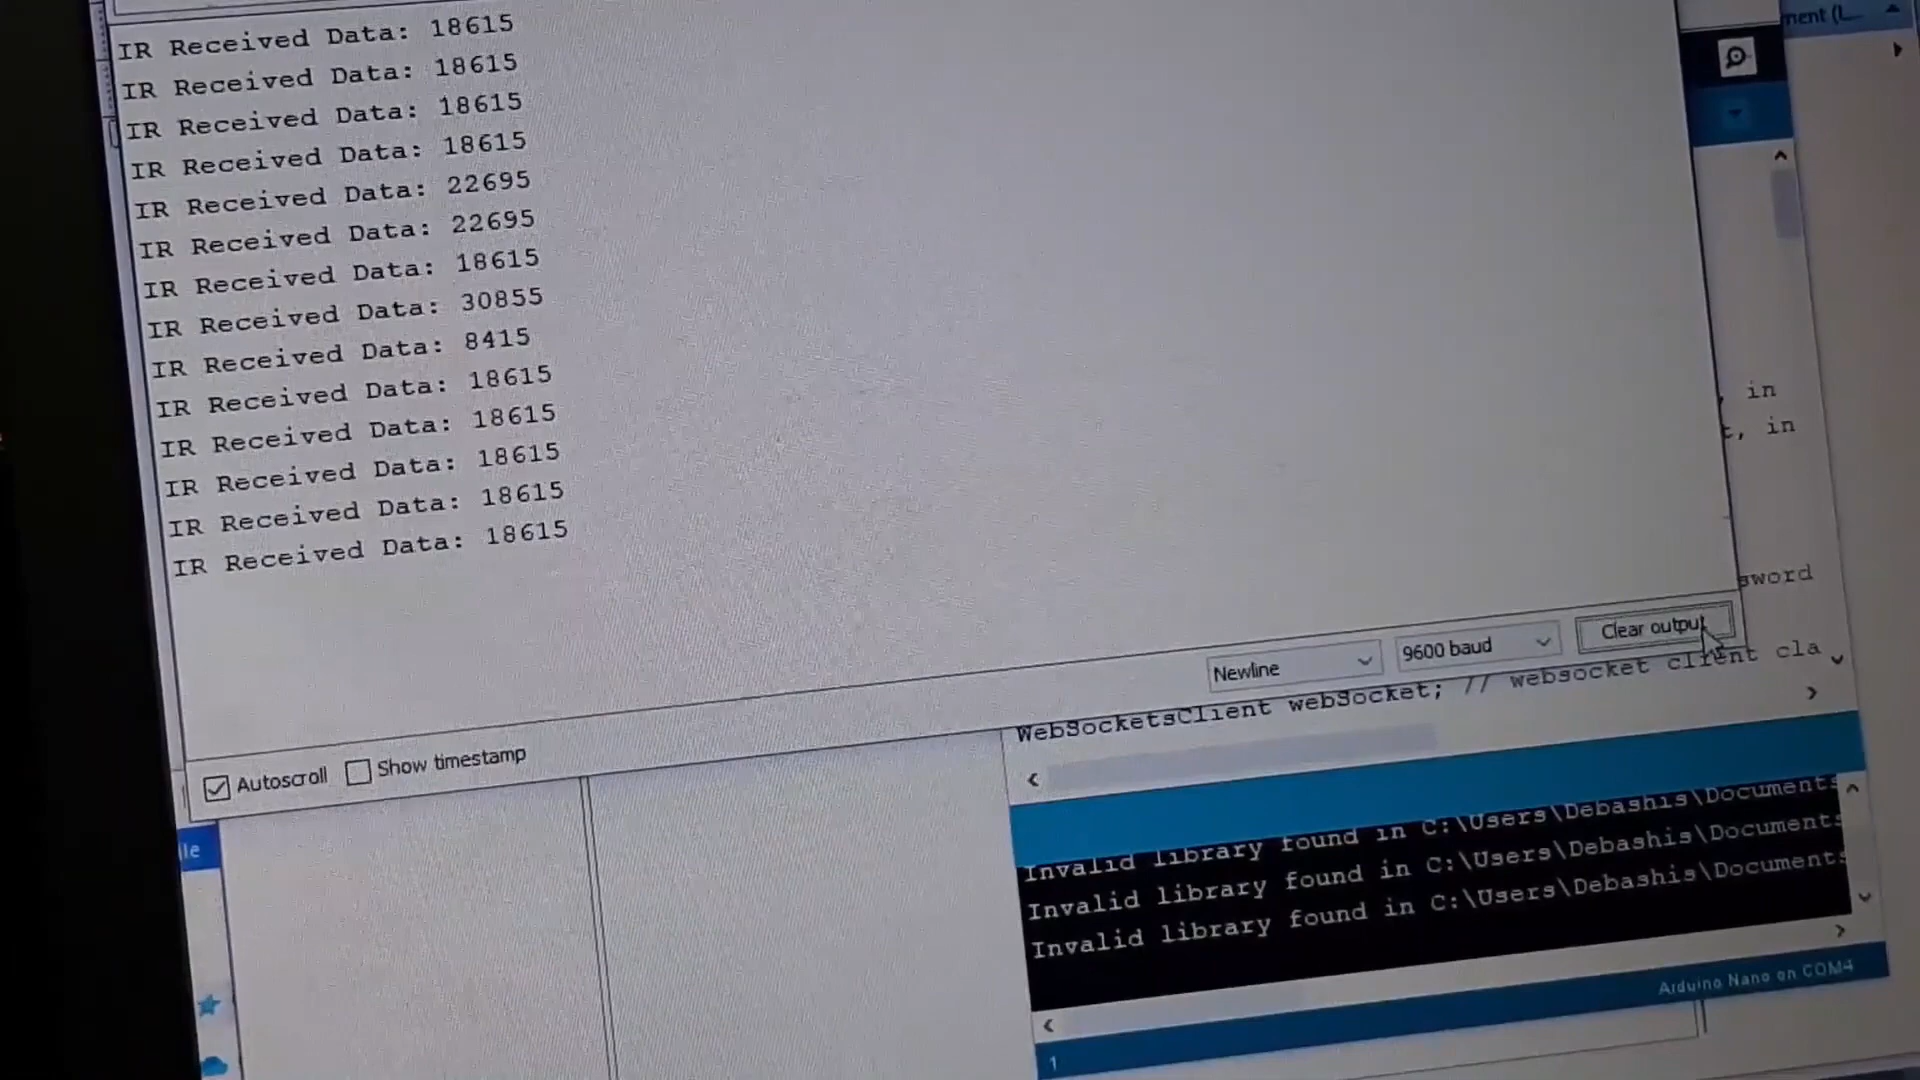 IR Received Data: 18615
IR Received Data: 18615
IR Received Data: 18615
IR Received Data: 18615
IR Received Data: 22695
IR Received Data: 22695
IR Received Data: 18615
IR Received Data: 30855
IR Received Data: 8415
IR Received Data: 18615
IR Received Data: 18615
IR Received Data: 18615
IR Received Data: 18615
IR Received Data: 18615
Autoscroll Show timestamp
Newline
9600 baud
Clear output
, in
t, in
sword
WebSocketsClient webSocket; // websocket client cla
Invalid library found in C:\Users\Debashis\Documents
Invalid library found in C:\Users\Debashis\Documents
Invalid library found in C:\Users\Debashis\Documents
Arduino Nano on COM4
1